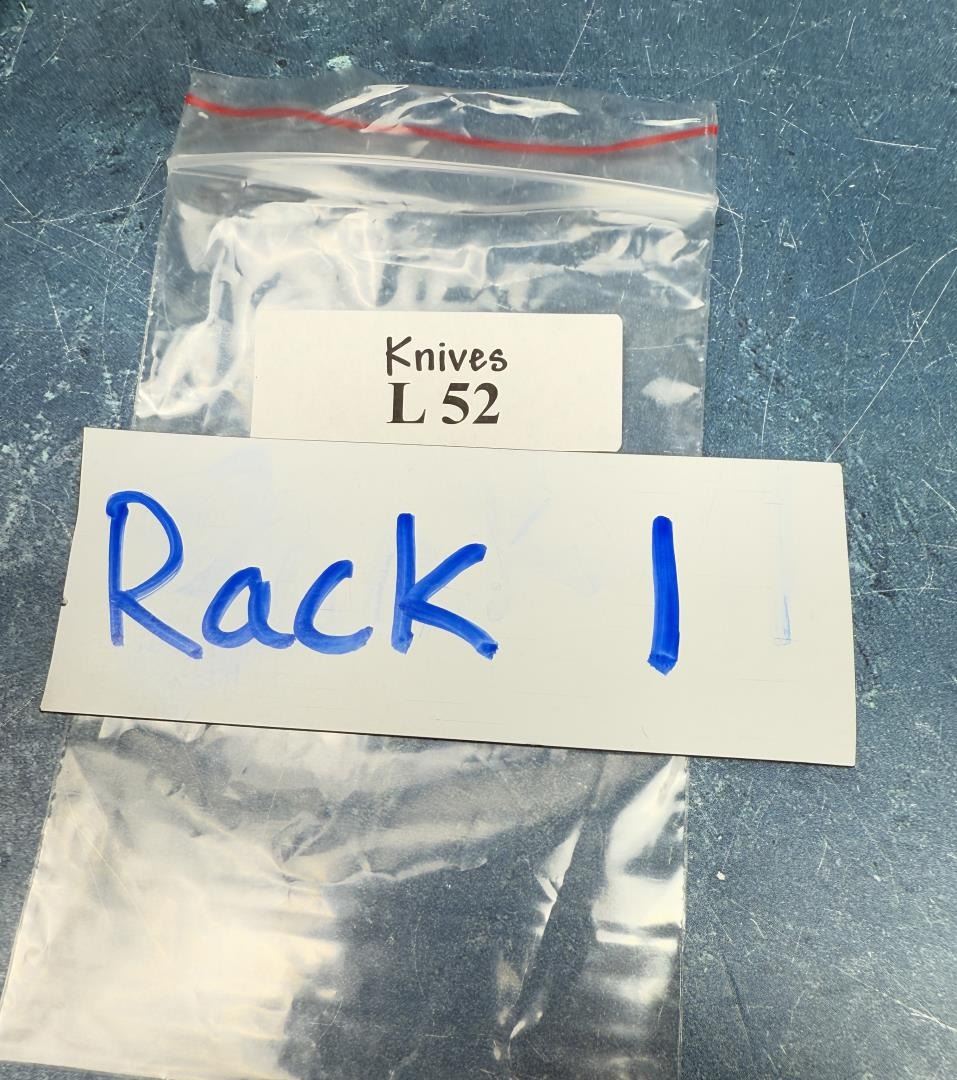 Knives
L 52
Rack 1